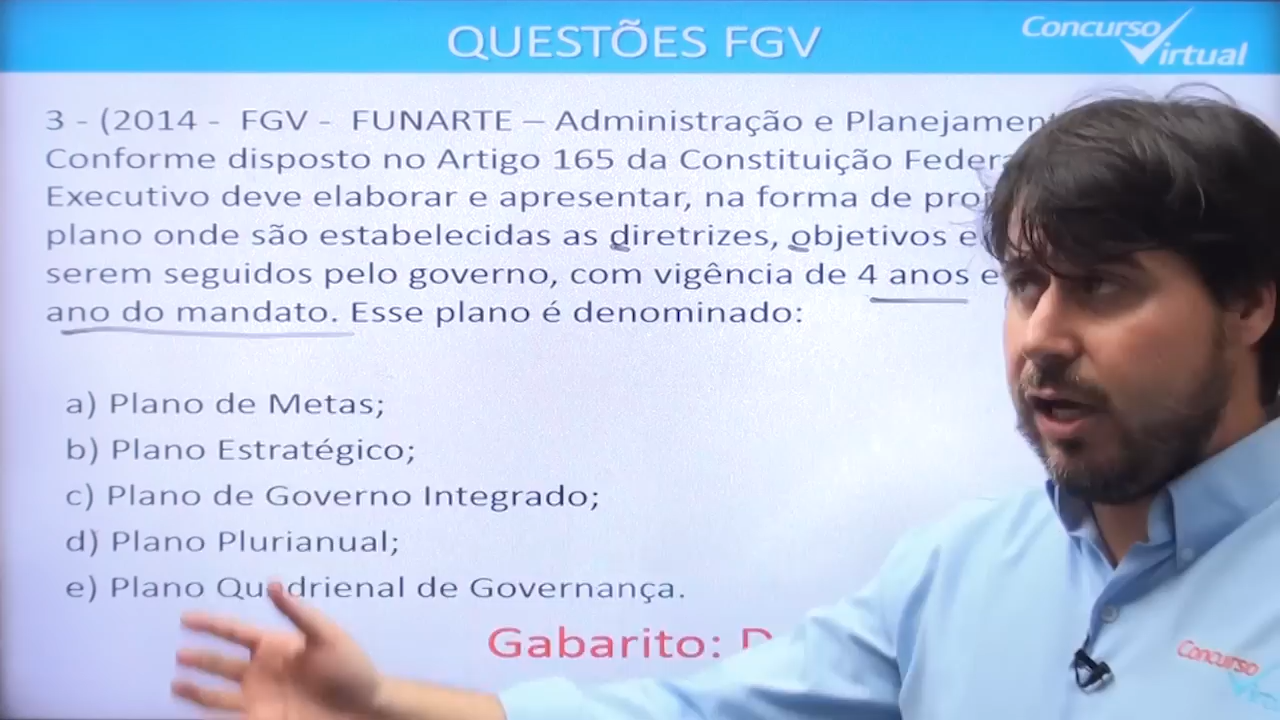 QUESTÕES FGV
Concurso
Virtual
3 - (2014 - FGV - FUNARTE – Administração e
Conforme disposto no Artigo 165 da Constituição
Executivo deve elaborar e apresentar, na forma de
plano onde são estabelecidas as diretrizes, objetivos
serem seguidos pelo governo, com vigência de 4 anos
ano do mandato. Esse plano é denominado:
a) Plano de Metas;
b) Plano Estratégico;
c) Plano de Governo Integrado;
d) Plano Plurianual;
e) Plano Quadrienal de Governança.
Gabarito: D
Concurso